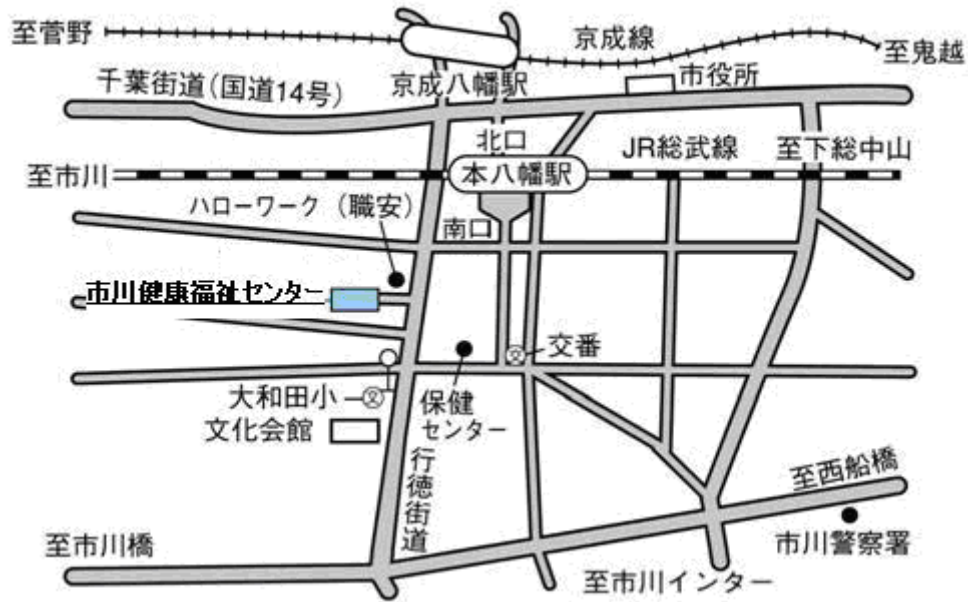 至菅野
京成線
至鬼越
千葉街道(国道14号)
京成八幡駅
市役所
北口
JR総武線
至下総中山
至市川
本八幡駅
ハローワーク (職安)
南口
市川健康福祉センター
文
交番
大和田小
文
保健
センター
文化会館
行徳街道
至西船橋
至市川橋
市川警察署
至市川インター